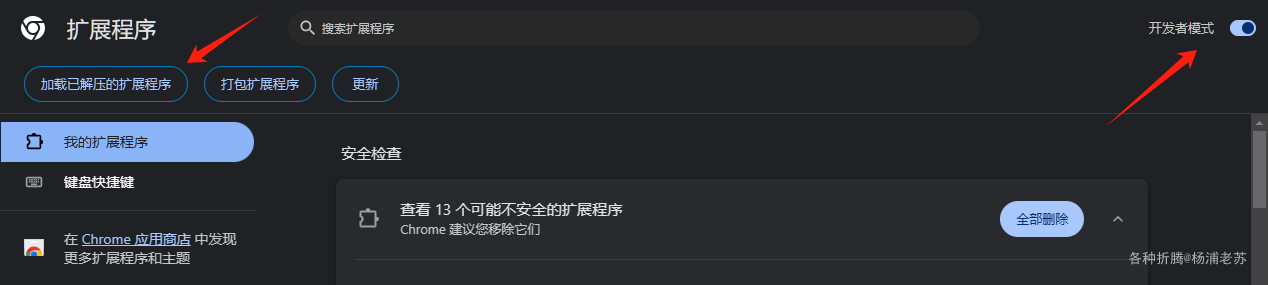 扩展程序
搜索扩展程序
开发者模式
加载已解压的扩展程序
打包扩展程序
更新
我的扩展程序
键盘快捷键
在 Chrome 应用商店 中发现
更多扩展程序和主题
安全检查
查看 13 个可能不安全的扩展程序
Chrome 建议您移除它们
全部删除
各种折腾@杨浦老苏